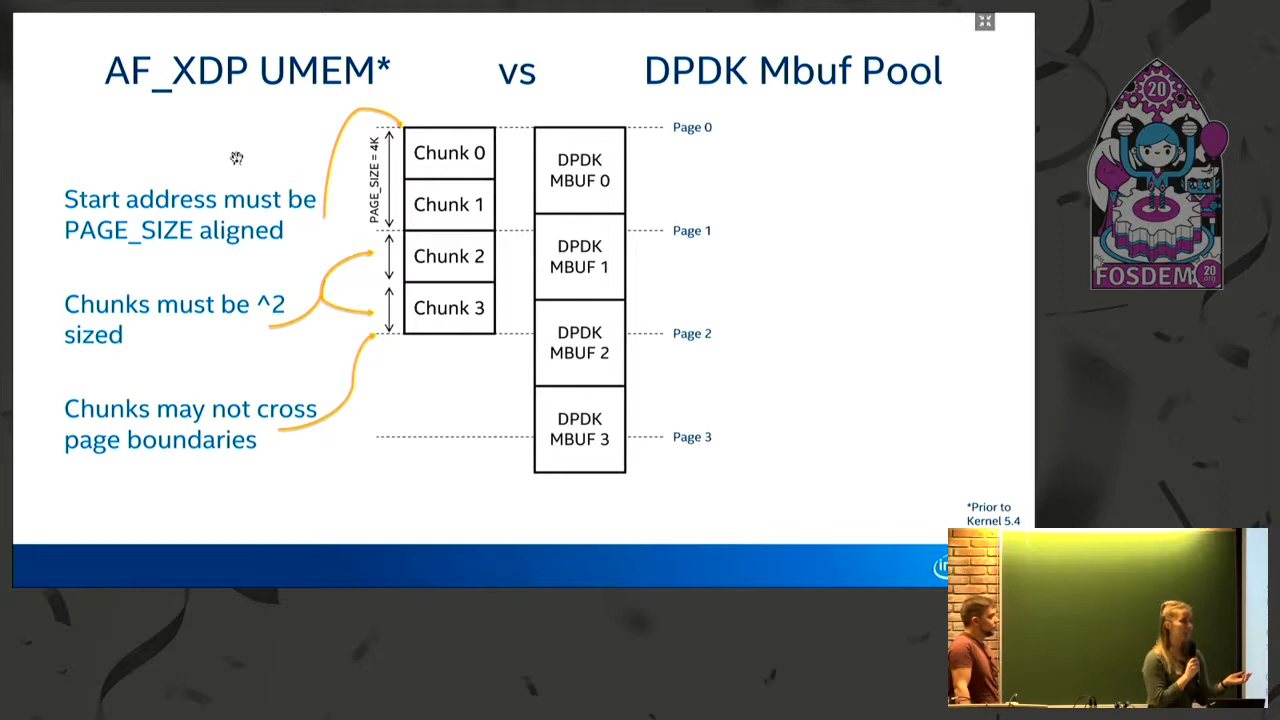 AF_XDP UMEM* vs DPDK Mbuf Pool
Start address must be
PAGE_SIZE aligned
Chunks must be ^2
sized
Chunks may not cross
page boundaries
PAGE_SIZE = 4K
Chunk 0
Chunk 1
Chunk 2
Chunk 3
DPDK
MBUF 0
DPDK
MBUF 1
DPDK
MBUF 2
DPDK
MBUF 3
Page 0
Page 1
Page 2
Page 3
*Prior to
Kernel 5.4
20
FOSDEM
20
.org